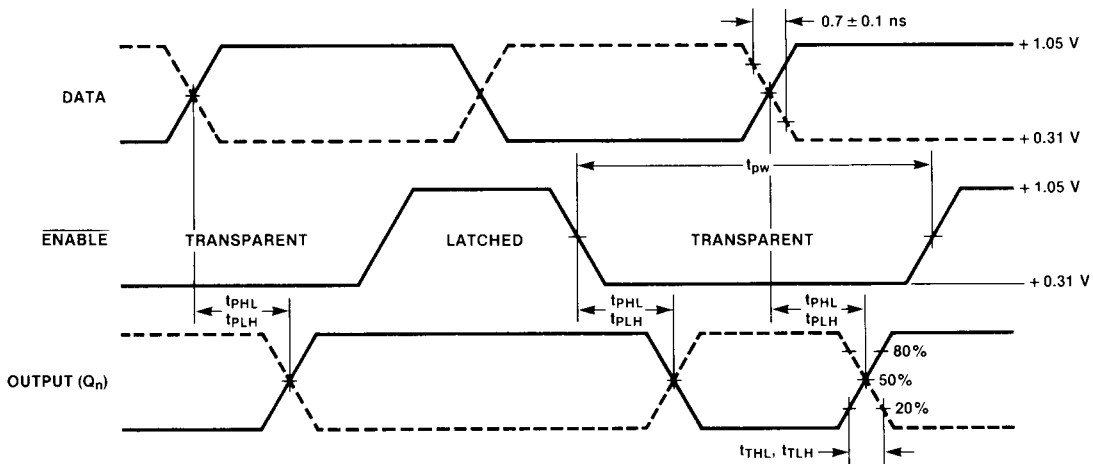 0.7 ± 0.1 ns
+ 1.05 V
DATA
+ 0.31 V
tpw
+ 1.05 V
ENABLE
TRANSPARENT
LATCHED
TRANSPARENT
+ 0.31 V
tPHL
tPLH
tPHL
tPLH
tPHL
tPLH
80%
OUTPUT (Qn)
50%
20%
tTHL, tTLH